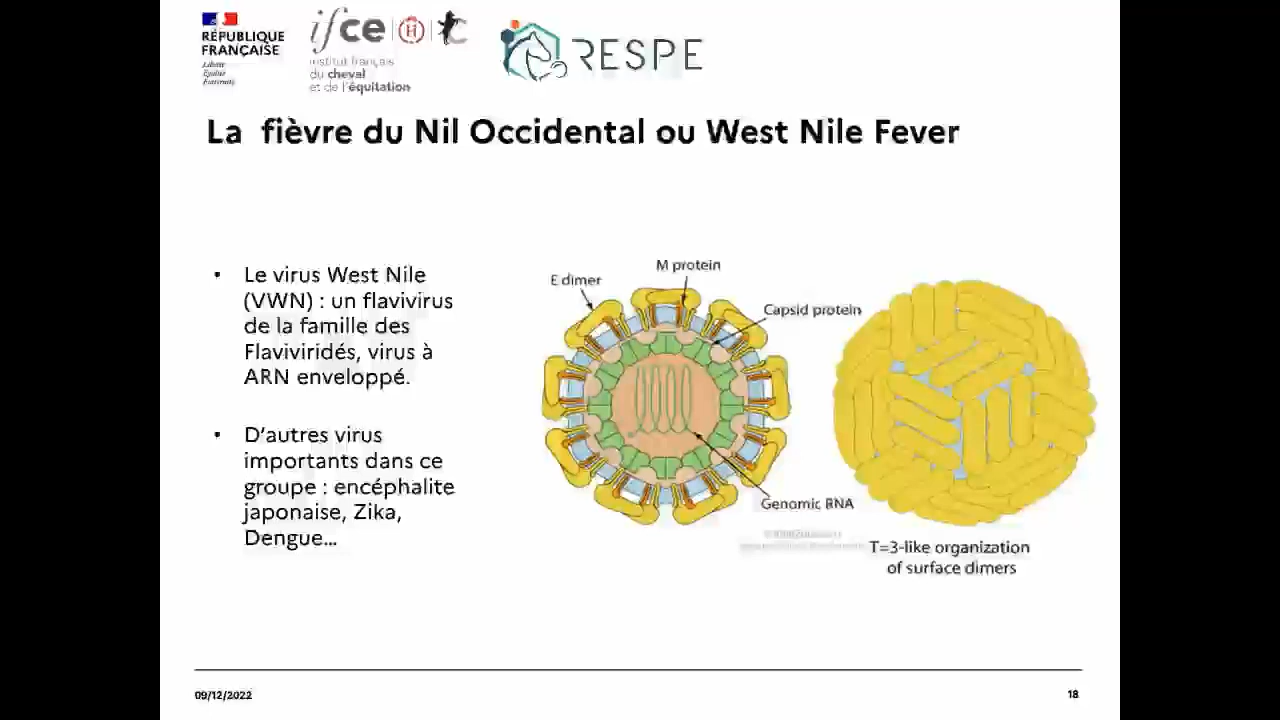 RÉPUBLIQUE
FRANÇAISE
Liberté
Égalité
Fraternité
ifce
institut français
du cheval
et de l'équitation
RESPE
La fièvre du Nil Occidental ou West Nile Fever
• Le virus West Nile
(VWN) : un flavivirus
de la famille des
Flaviviridés, virus à
ARN enveloppé.
• D'autres virus
importants dans ce
groupe : encéphalite
japonaise, Zika,
Dengue...
E dimer
M protein
Capsid protein
Genomic RNA
T=3-like organization
of surface dimers
09/12/2022
18